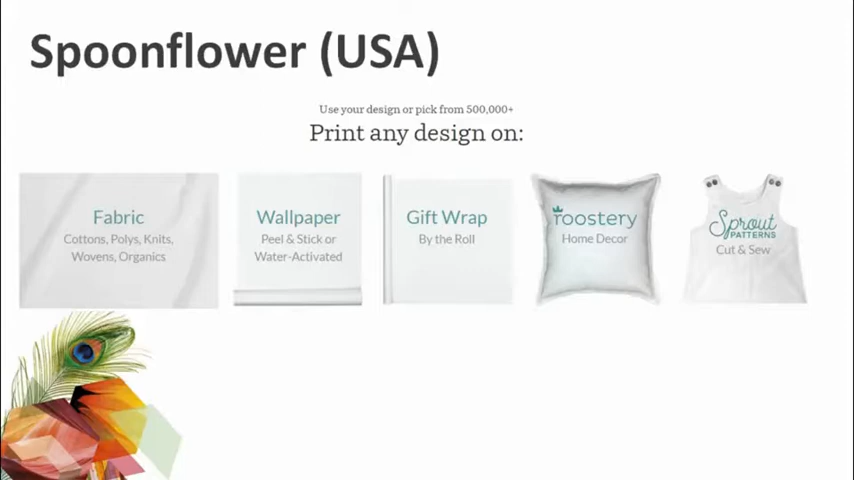 Spoonflower (USA)
Use your design or pick from 500,000+
Print any design on:
Fabric
Cottons, Polys, Knits,
Wovens, Organics
Wallpaper
Peel & Stick or
Water-Activated
Gift Wrap
By the Roll
roostery
Home Decor
Sprout
PATTERNS
Cut & Sew